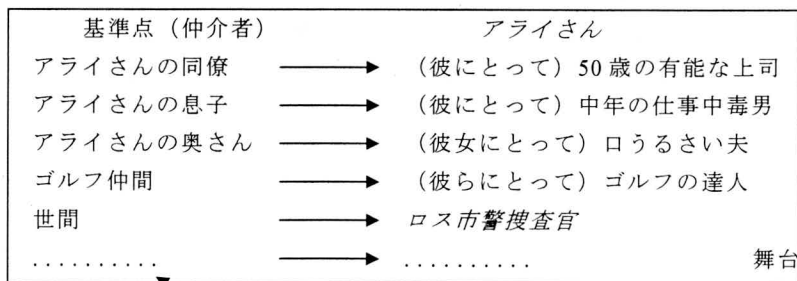 基準点（仲介者） アライさん
アライさんの同僚 （彼にとって）50歳の有能な上司
アライさんの息子 （彼にとって）中年の仕事中毒男
アライさんの奥さん （彼女にとって）口うるさい夫
ゴルフ仲間 （彼らにとって）ゴルフの達人
世間 ロス市警捜査官
.......... .......... 舞台